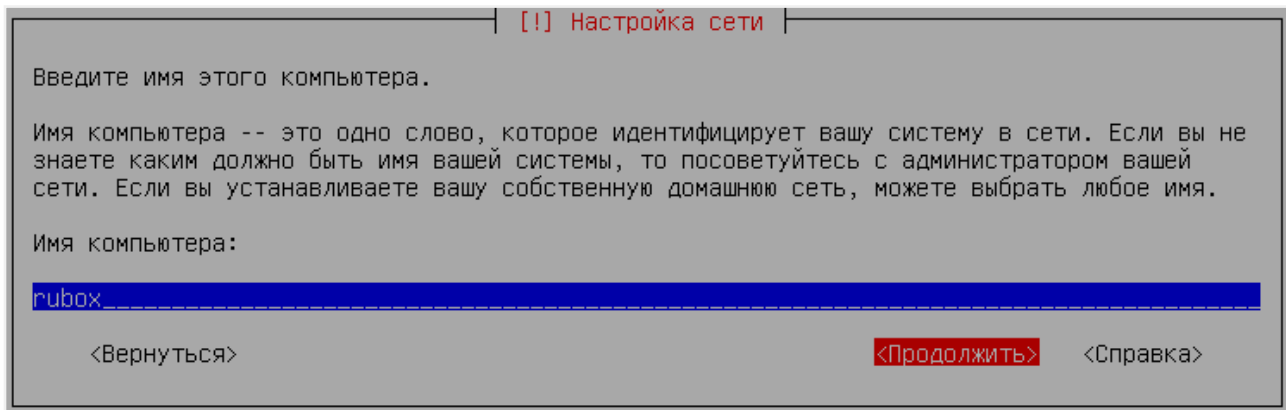 [!] Настройка сети
Введите имя этого компьютера.
Имя компьютера -- это одно слово, которое идентифицирует вашу систему в сети. Если вы не
знаете каким должно быть имя вашей системы, то посоветуйтесь с администратором вашей
сети. Если вы устанавливаете вашу собственную домашнюю сеть, можете выбрать любое имя.
Имя компьютера:
rubox
<Вернуться> <Продолжить> <Справка>